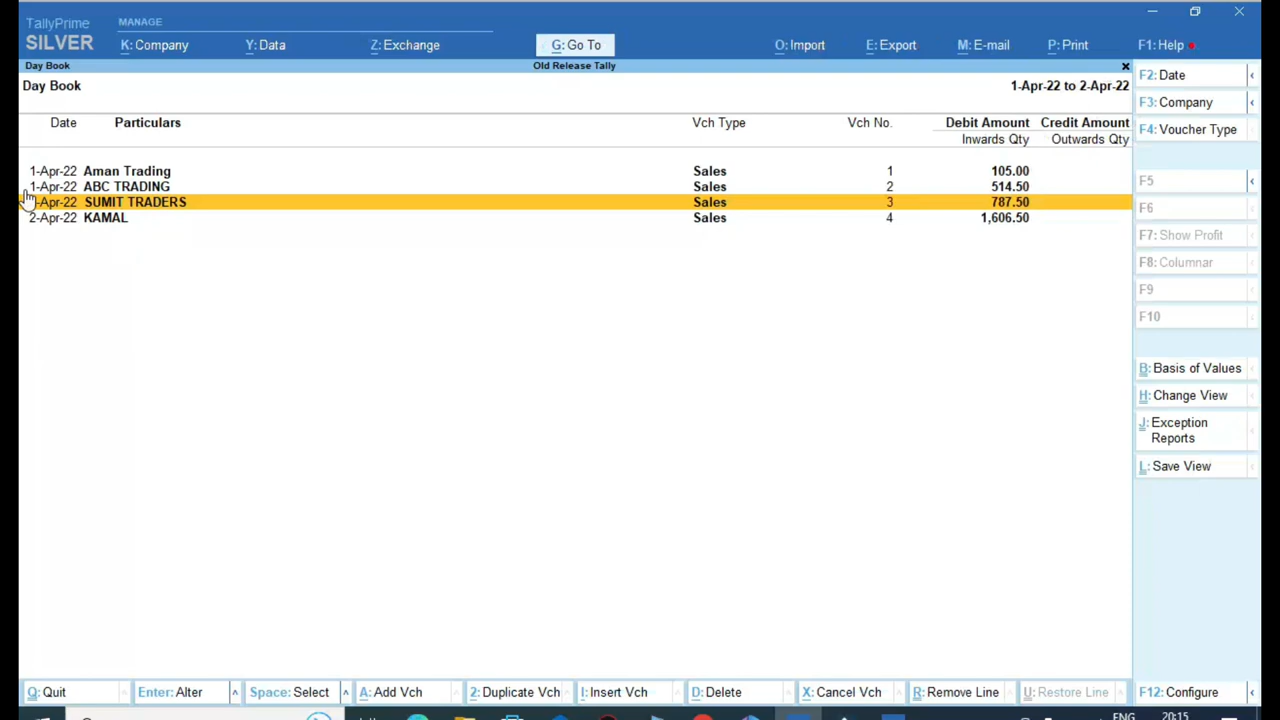 TallyPrime
MANAGE
SILVER
K: Company
Y: Data
Z: Exchange
G: Go To
O: Import
E: Export
M: E-mail
P: Print
F1: Help
Day Book
Old Release Tally
x
Day Book
1-Apr-22 to 2-Apr-22
Date Particulars Vch Type Vch No. Debit Amount Credit Amount
Inwards Qty Outwards Qty
1-Apr-22 Aman Trading Sales 1 105.00
1-Apr-22 ABC TRADING Sales 2 514.50
-Apr-22 SUMIT TRADERS Sales 3 787.50
2-Apr-22 KAMAL Sales 4 1,606.50
F2: Date
F3: Company
F4: Voucher Type
F5
F6
F7: Show Profit
F8: Columnar
F9
F10
B: Basis of Values
H: Change View
J: Exception
Reports
L: Save View
Q: Quit
Enter: Alter
Space: Select
A: Add Vch
2: Duplicate Vch
I: Insert Vch
D: Delete
X: Cancel Vch
R: Remove Line
U: Restore Line
F12: Configure
ENG
20:15